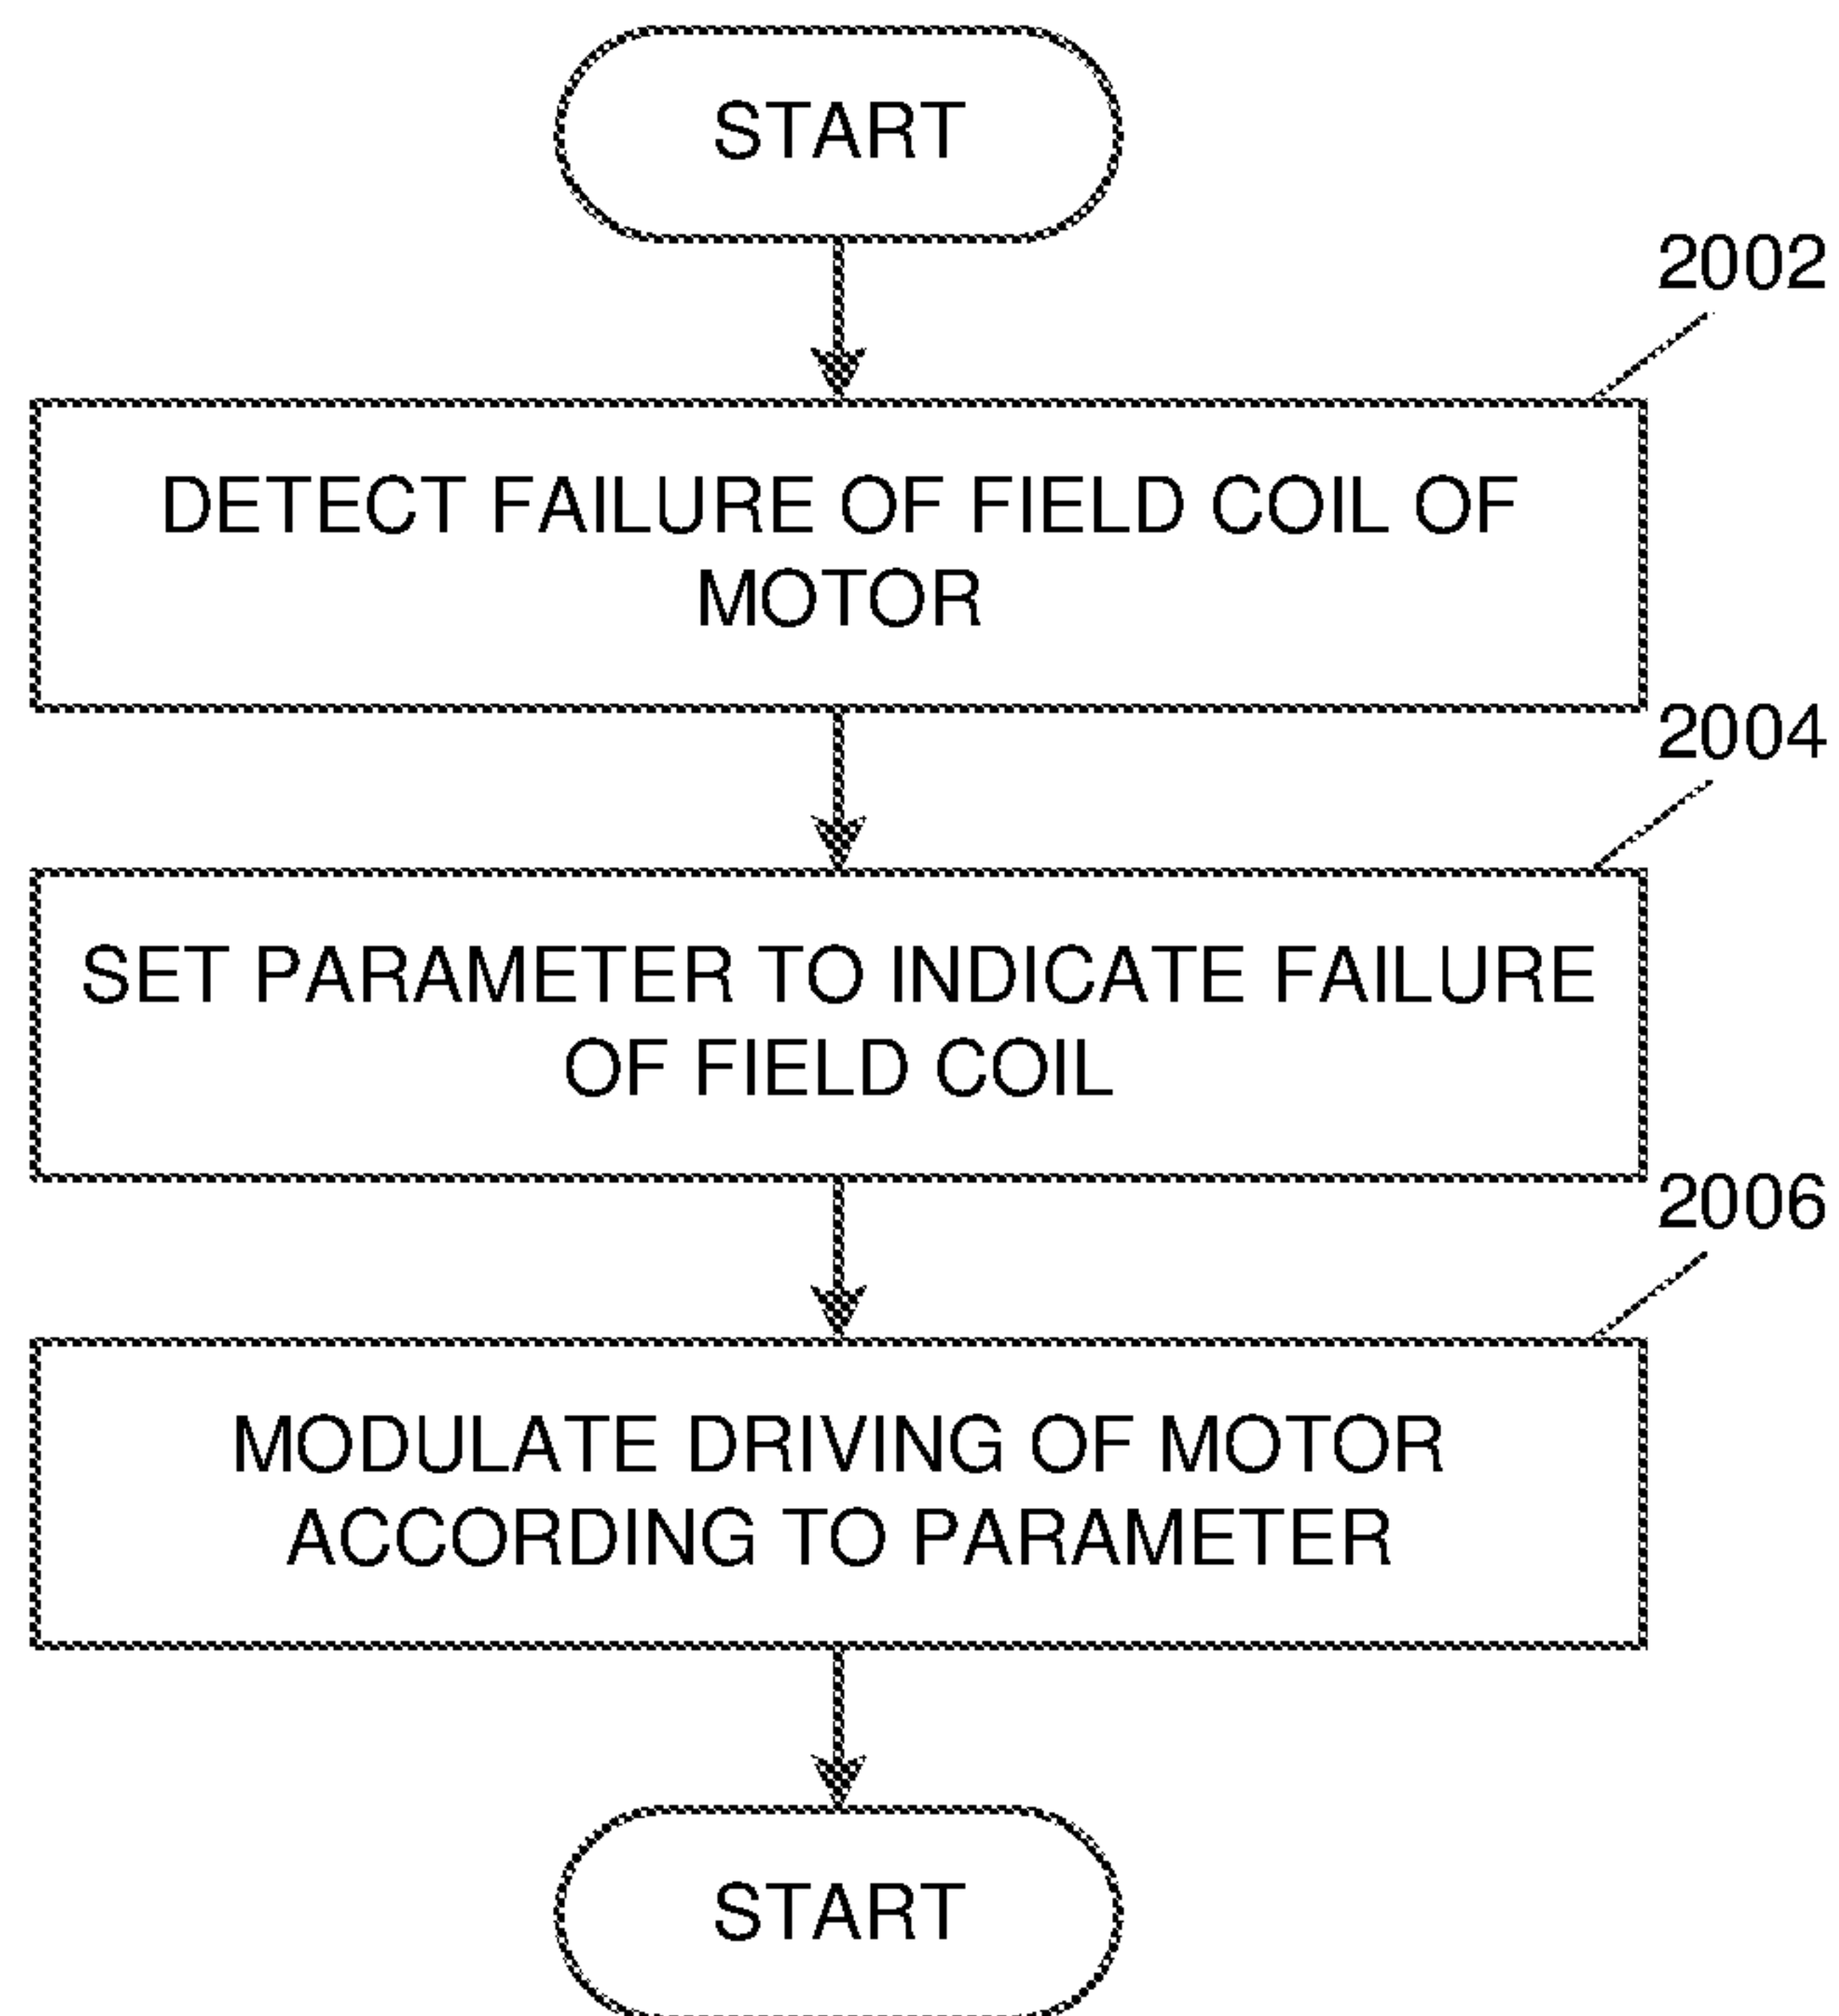 START
2002
DETECT FAILURE OF FIELD COIL OF
MOTOR
2004
SET PARAMETER TO INDICATE FAILURE
OF FIELD COIL
2006
MODULATE DRIVING OF MOTOR
ACCORDING TO PARAMETER
START